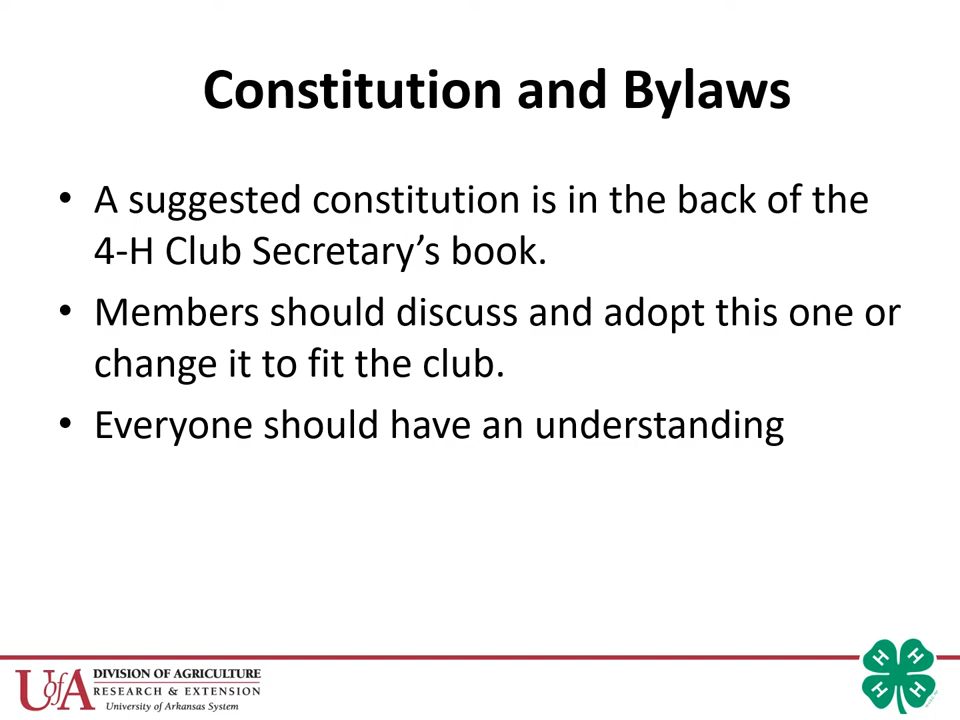 Constitution and Bylaws
• A suggested constitution is in the back of the
4-H Club Secretary’s book.
• Members should discuss and adopt this one or
change it to fit the club.
• Everyone should have an understanding
UofA DIVISION OF AGRICULTURE
RESEARCH & EXTENSION
University of Arkansas System
H H
H H